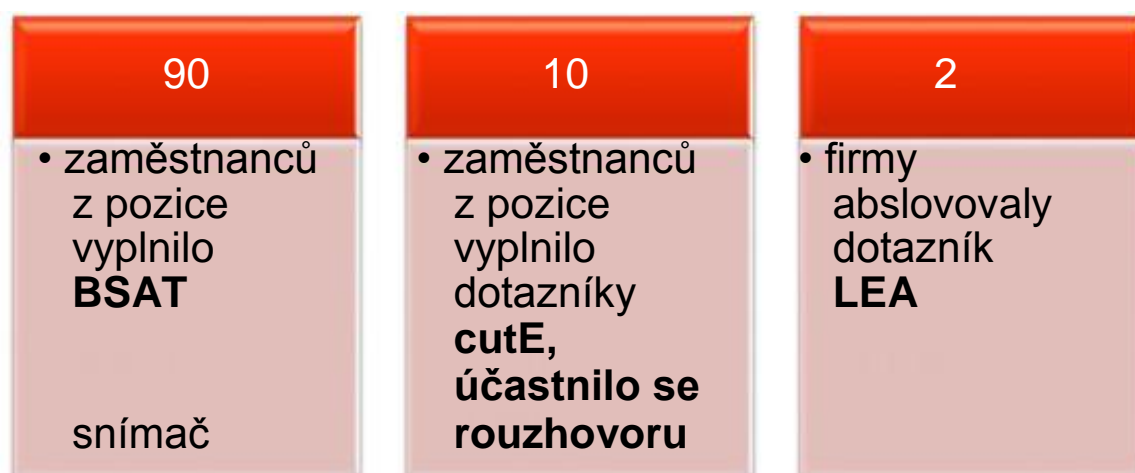 90
• zaměstnanců
z pozice
vyplnilo
BSAT
snímač
10
• zaměstnanců
z pozice
vyplnilo
dotazníky
cutE,
účastnilo se
rouzhovoru
2
• firmy
abslovovaly
dotazník
LEA